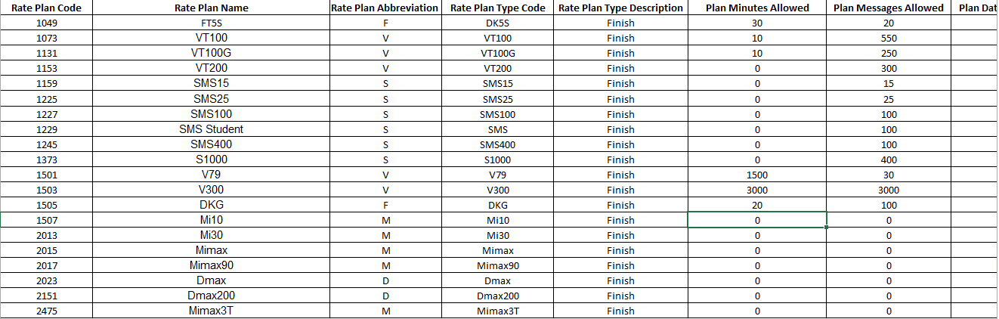 Rate Plan Code Rate Plan Name Rate Plan Abbreviation Rate Plan Type Code Rate Plan Type Description Plan Minutes Allowed Plan Messages Allowed Plan Dat
1049 FT5S F DK5S Finish 30 20
1073 VT100 V VT100 Finish 10 550
1131 VT100G V VT100G Finish 10 250
1153 VT200 V VT200 Finish 0 300
1159 SMS15 S SMS15 Finish 0 15
1225 SMS25 S SMS25 Finish 0 25
1227 SMS100 S SMS100 Finish 0 100
1229 SMS Student S SMS Finish 0 100
1245 SMS400 S SMS400 Finish 0 100
1373 S1000 S S1000 Finish 0 400
1501 V79 V V79 Finish 1500 30
1503 V300 V V300 Finish 3000 3000
1505 DKG F DKG Finish 20 100
1507 Mi10 M Mi10 Finish 0 0
2013 Mi30 M Mi30 Finish 0 0
2015 Mimax M Mimax Finish 0 0
2017 Mimax90 M Mimax90 Finish 0 0
2023 Dmax D Dmax Finish 0 0
2151 Dmax200 D Dmax200 Finish 0 0
2475 Mimax3T M Mimax3T Finish 0 0